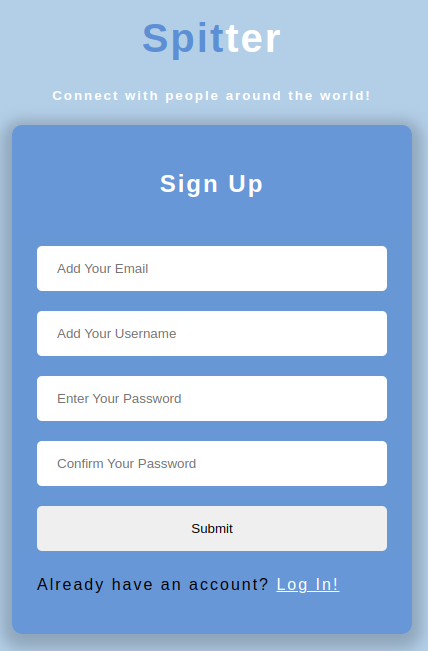 Spitter
Connect with people around the world!
Sign Up
Add Your Email
Add Your Username
Enter Your Password
Confirm Your Password
Submit
Already have an account? Log In!